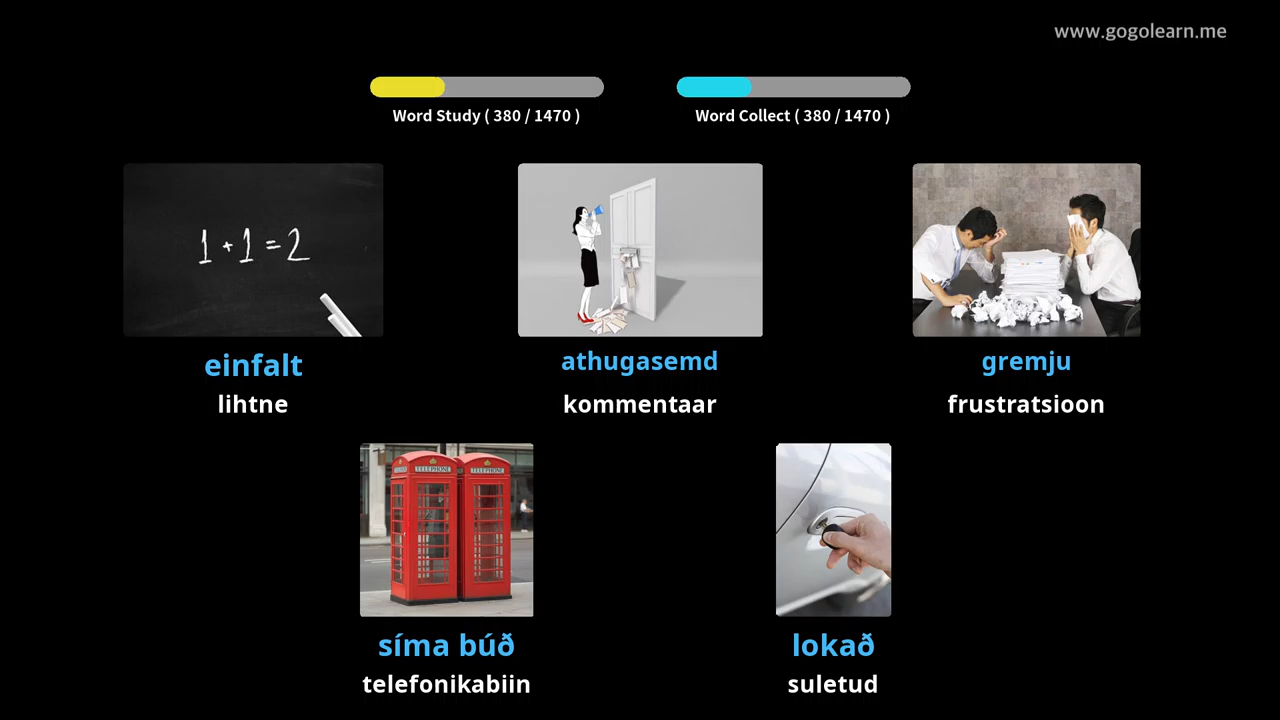 www.gogolearn.me
Word Study ( 380 / 1470 )
Word Collect ( 380 / 1470 )
1 + 1 = 2
einfalt
lihtne
athugasemd
kommentaar
gremju
frustratsioon
TELEPHONE
TELEPHONE
síma búð
telefonikabiin
lokað
suletud